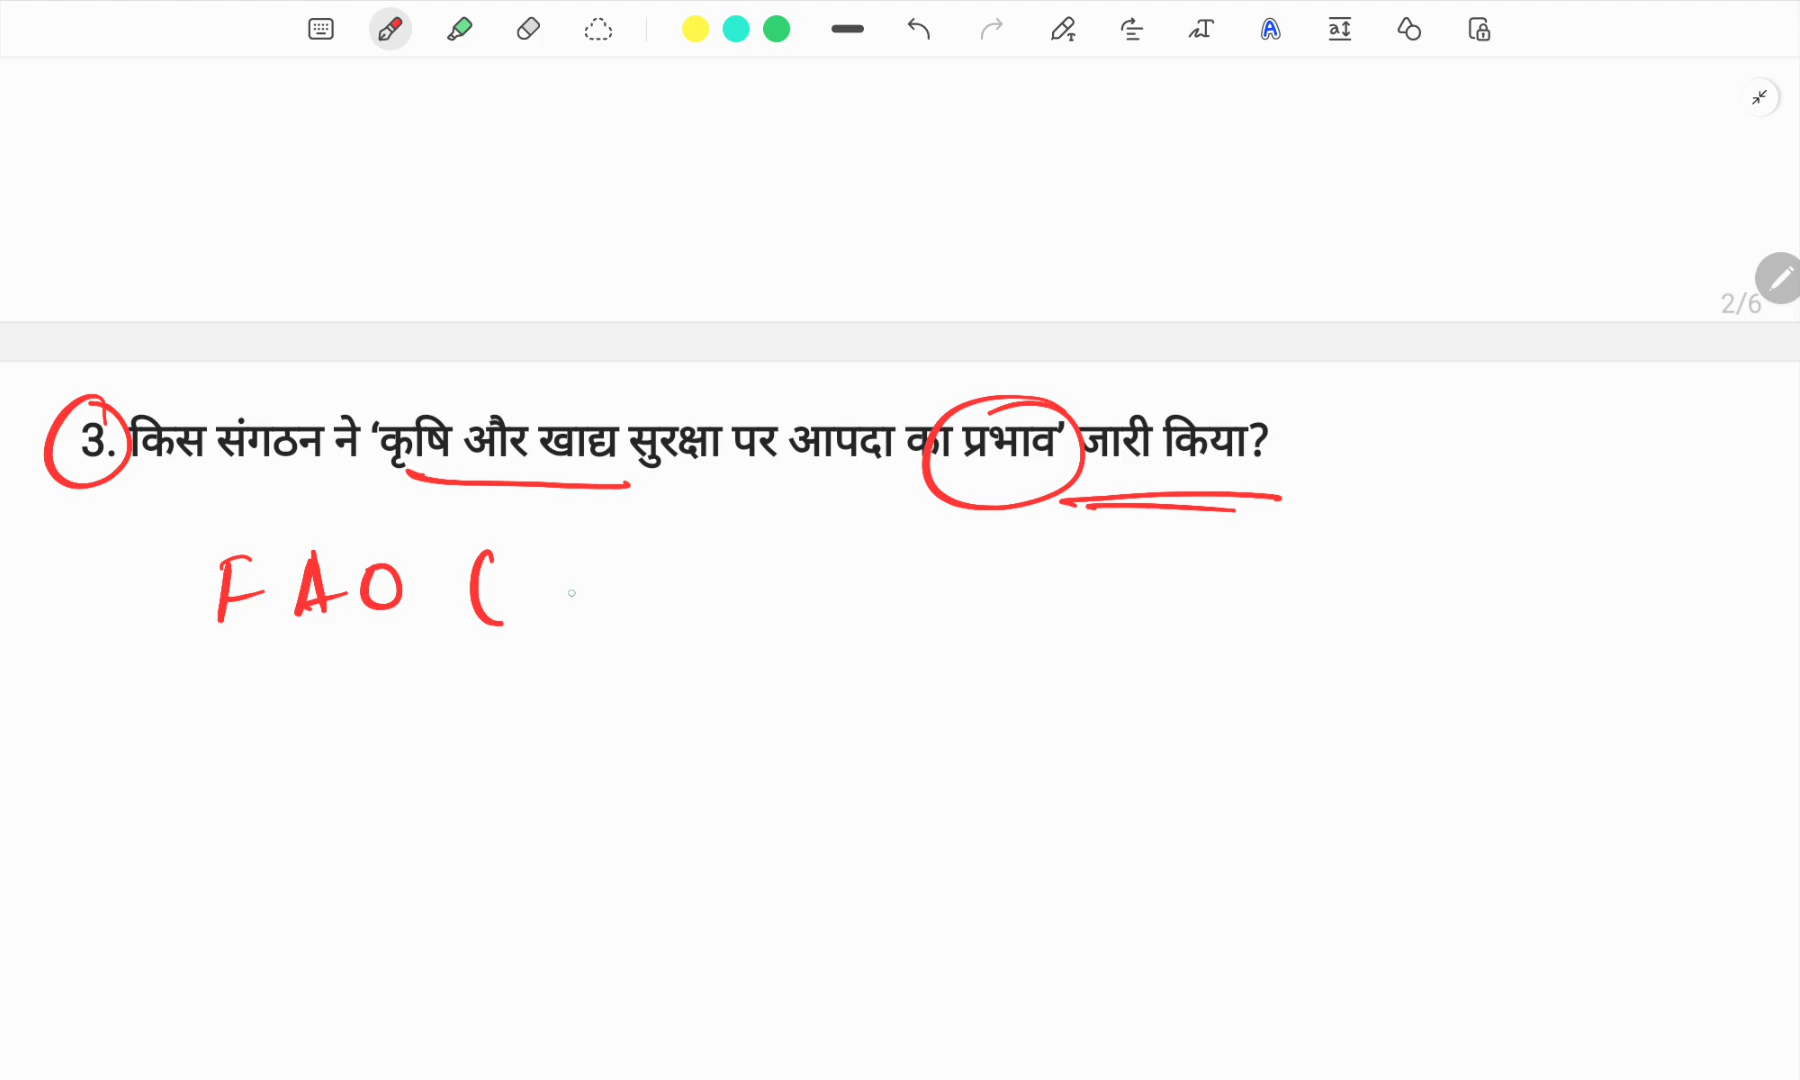 2/6
3. किस संगठन ने ‘कृषि और खाद्य सुरक्षा पर आपदा का प्रभाव’ जारी किया?
FAO (